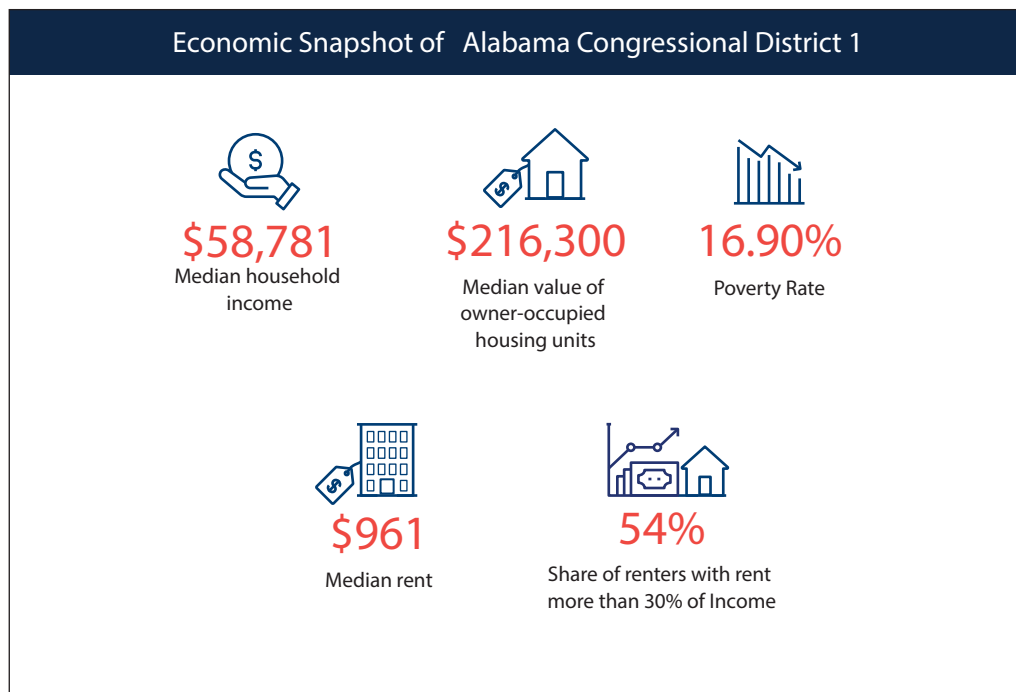 Economic Snapshot of Alabama Congressional District 1
$
$
$58,781
Median household
income
$216,300
Median value of
owner-occupied
housing units
16.90%
Poverty Rate
$
$961
Median rent
54%
Share of renters with rent
more than 30% of Income